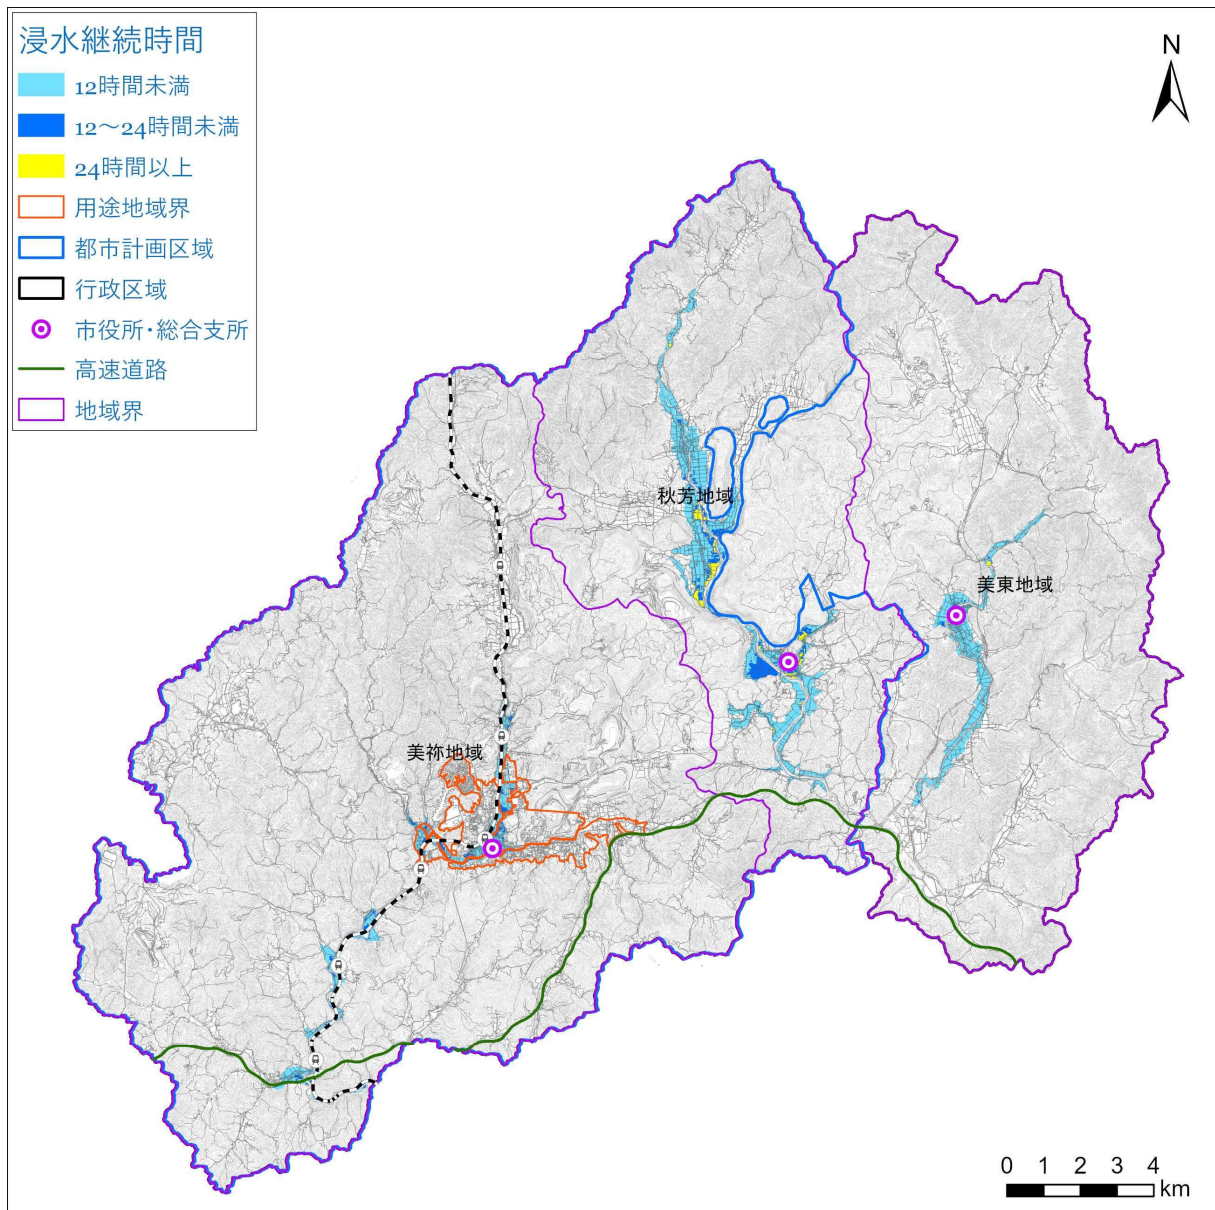 浸水継続時間
12時間未満
12～24時間未満
24時間以上
用途地域界
都市計画区域
行政区域
市役所・総合支所
高速道路
地域界
N
秋芳地域
美東地域
美祢地域
0 1 2 3 4
km